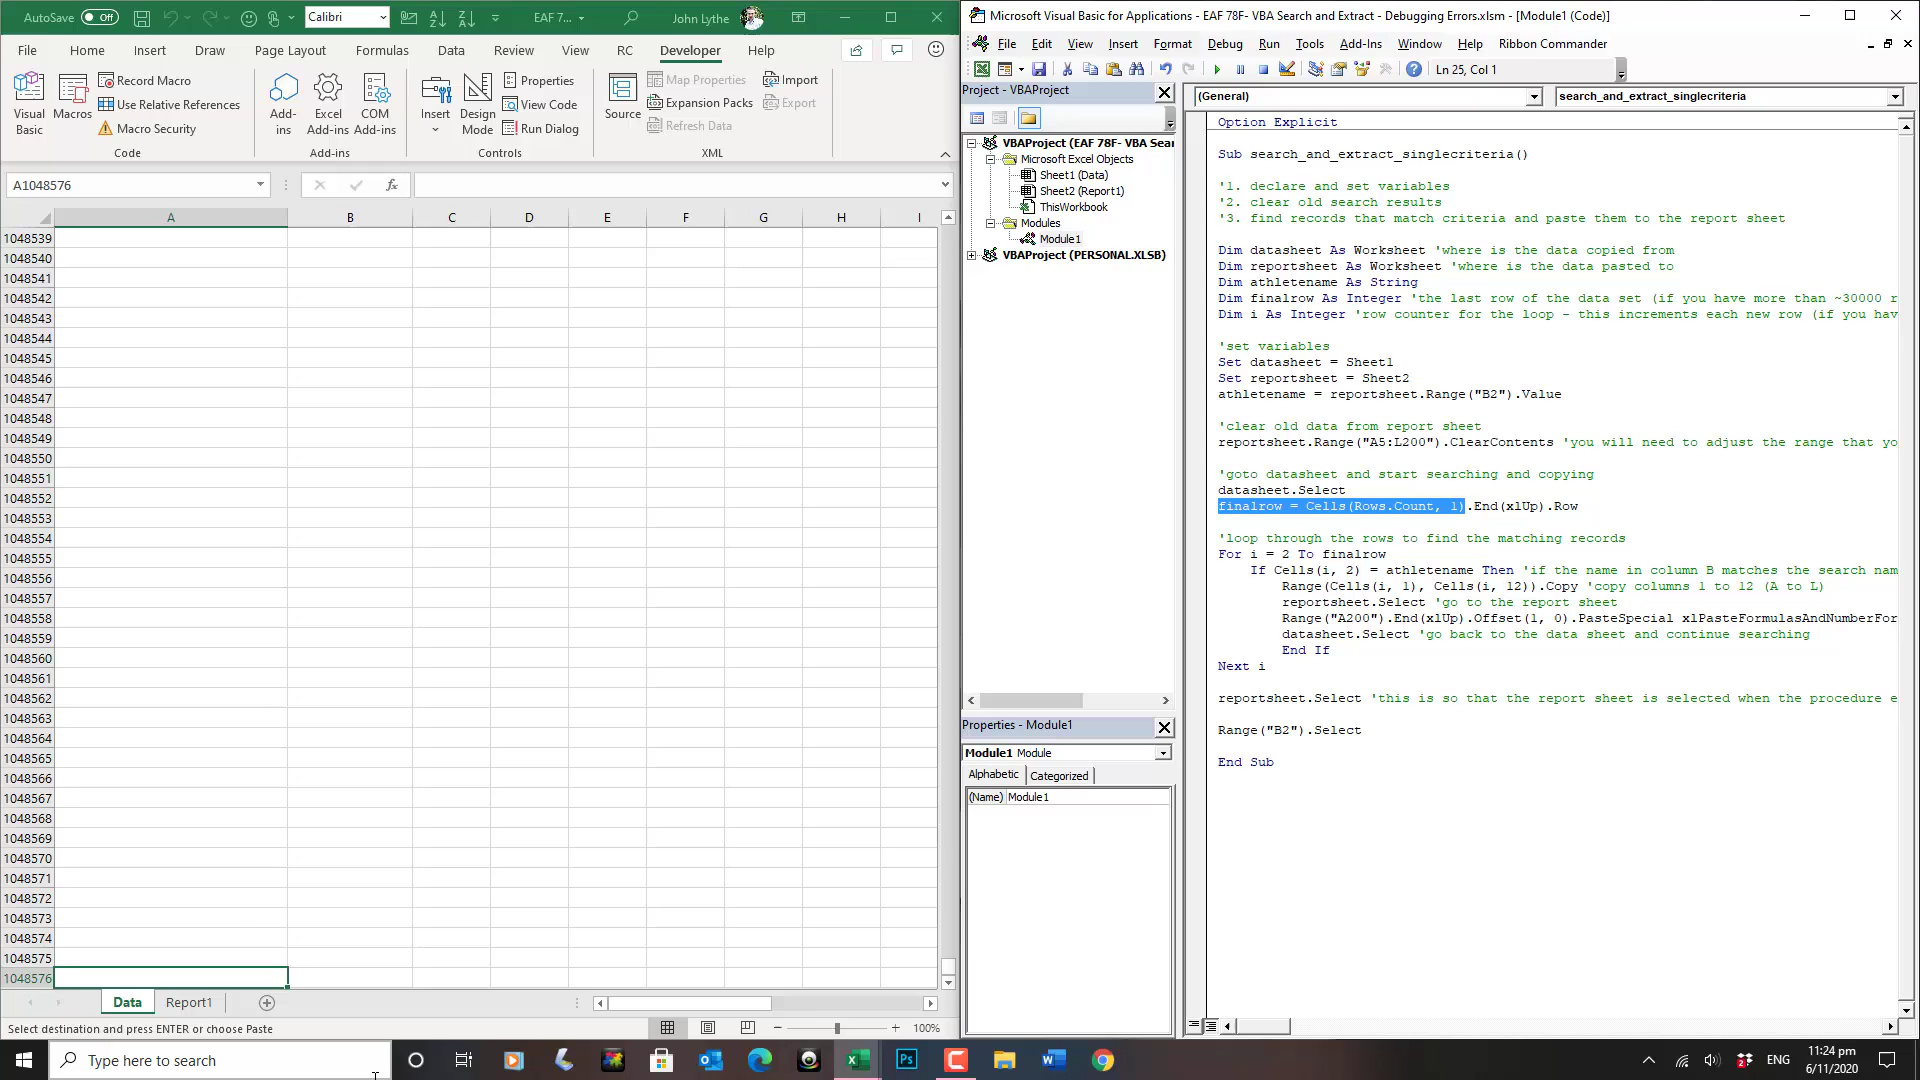 AutoSave Off Calibri EAF 7... John Lythe
File Home Insert Draw Page Layout Formulas Data Review View RC Developer Help
Visual Basic
Macros
Record Macro
Use Relative References
Macro Security
Code
Add-ins
Excel Add-ins
COM Add-ins
Add-ins
Insert
Design Mode
Properties
View Code
Run Dialog
Controls
Source
Map Properties
Expansion Packs
Refresh Data
Import
Export
XML
A1048576
fx
A B C D E F G H I
1048539
1048540
1048541
1048542
1048543
1048544
1048545
1048546
1048547
1048548
1048549
1048550
1048551
1048552
1048553
1048554
1048555
1048556
1048557
1048558
1048559
1048560
1048561
1048562
1048563
1048564
1048565
1048566
1048567
1048568
1048569
1048570
1048571
1048572
1048573
1048574
1048575
1048576
Data Report1
Select destination and press ENTER or choose Paste
100%
Microsoft Visual Basic for Applications - EAF 78F- VBA Search and Extract - Debugging Errors.xlsm - [Module1 (Code)]
File Edit View Insert Format Debug Run Tools Add-Ins Window Help Ribbon Commander
Ln 25, Col 1
Project - VBAProject
VBAProject (EAF 78F- VBA Sear
Microsoft Excel Objects
Sheet1 (Data)
Sheet2 (Report1)
ThisWorkbook
Modules
Module1
VBAProject (PERSONAL.XLSB)
Properties - Module1
Module1 Module
Alphabetic Categorized
(Name) Module1
(General) search_and_extract_singlecriteria
Option Explicit
Sub search_and_extract_singlecriteria()
'1. declare and set variables
'2. clear old search results
'3. find records that match criteria and paste them to the report sheet
Dim datasheet As Worksheet 'where is the data copied from
Dim reportsheet As Worksheet 'where is the data pasted to
Dim athletename As String
Dim finalrow As Integer 'the last row of the data set (if you have more than ~30000 r
Dim i As Integer 'row counter for the loop - this increments each new row (if you hav
'set variables
Set datasheet = Sheet1
Set reportsheet = Sheet2
athletename = reportsheet.Range("B2").Value
'clear old data from report sheet
reportsheet.Range("A5:L200").ClearContents 'you will need to adjust the range that yo
'goto datasheet and start searching and copying
datasheet.Select
finalrow = Cells(Rows.Count, 1).End(xlUp).Row
'loop through the rows to find the matching records
For i = 2 To finalrow
If Cells(i, 2) = athletename Then 'if the name in column B matches the search nam
Range(Cells(i, 1), Cells(i, 12)).Copy 'copy columns 1 to 12 (A to L)
reportsheet.Select 'go to the report sheet
Range("A200").End(xlUp).Offset(1, 0).PasteSpecial xlPasteFormulasAndNumberFor
datasheet.Select 'go back to the data sheet and continue searching
End If
Next i
reportsheet.Select 'this is so that the report sheet is selected when the procedure e
Range("B2").Select
End Sub
Type here to search
ENG
11:24 pm
6/11/2020